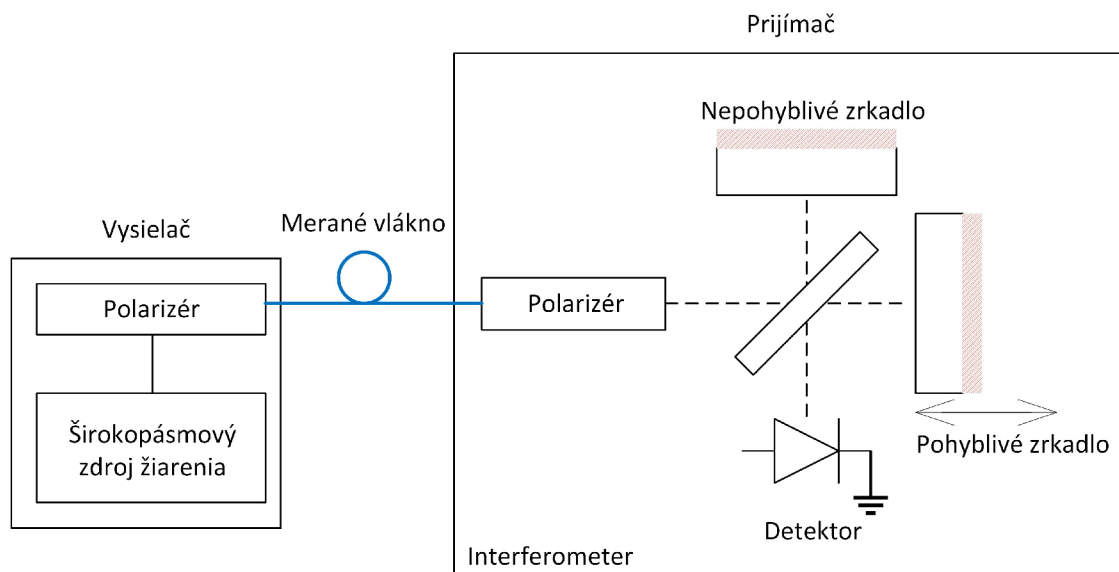 Prijímač
Nepohyblivé zrkadlo
Vysielač
Merané vlákno
Polarizér
Polarizér
Širokopásmový
zdroj žiarenia
Pohyblivé zrkadlo
Detektor
Interferometer